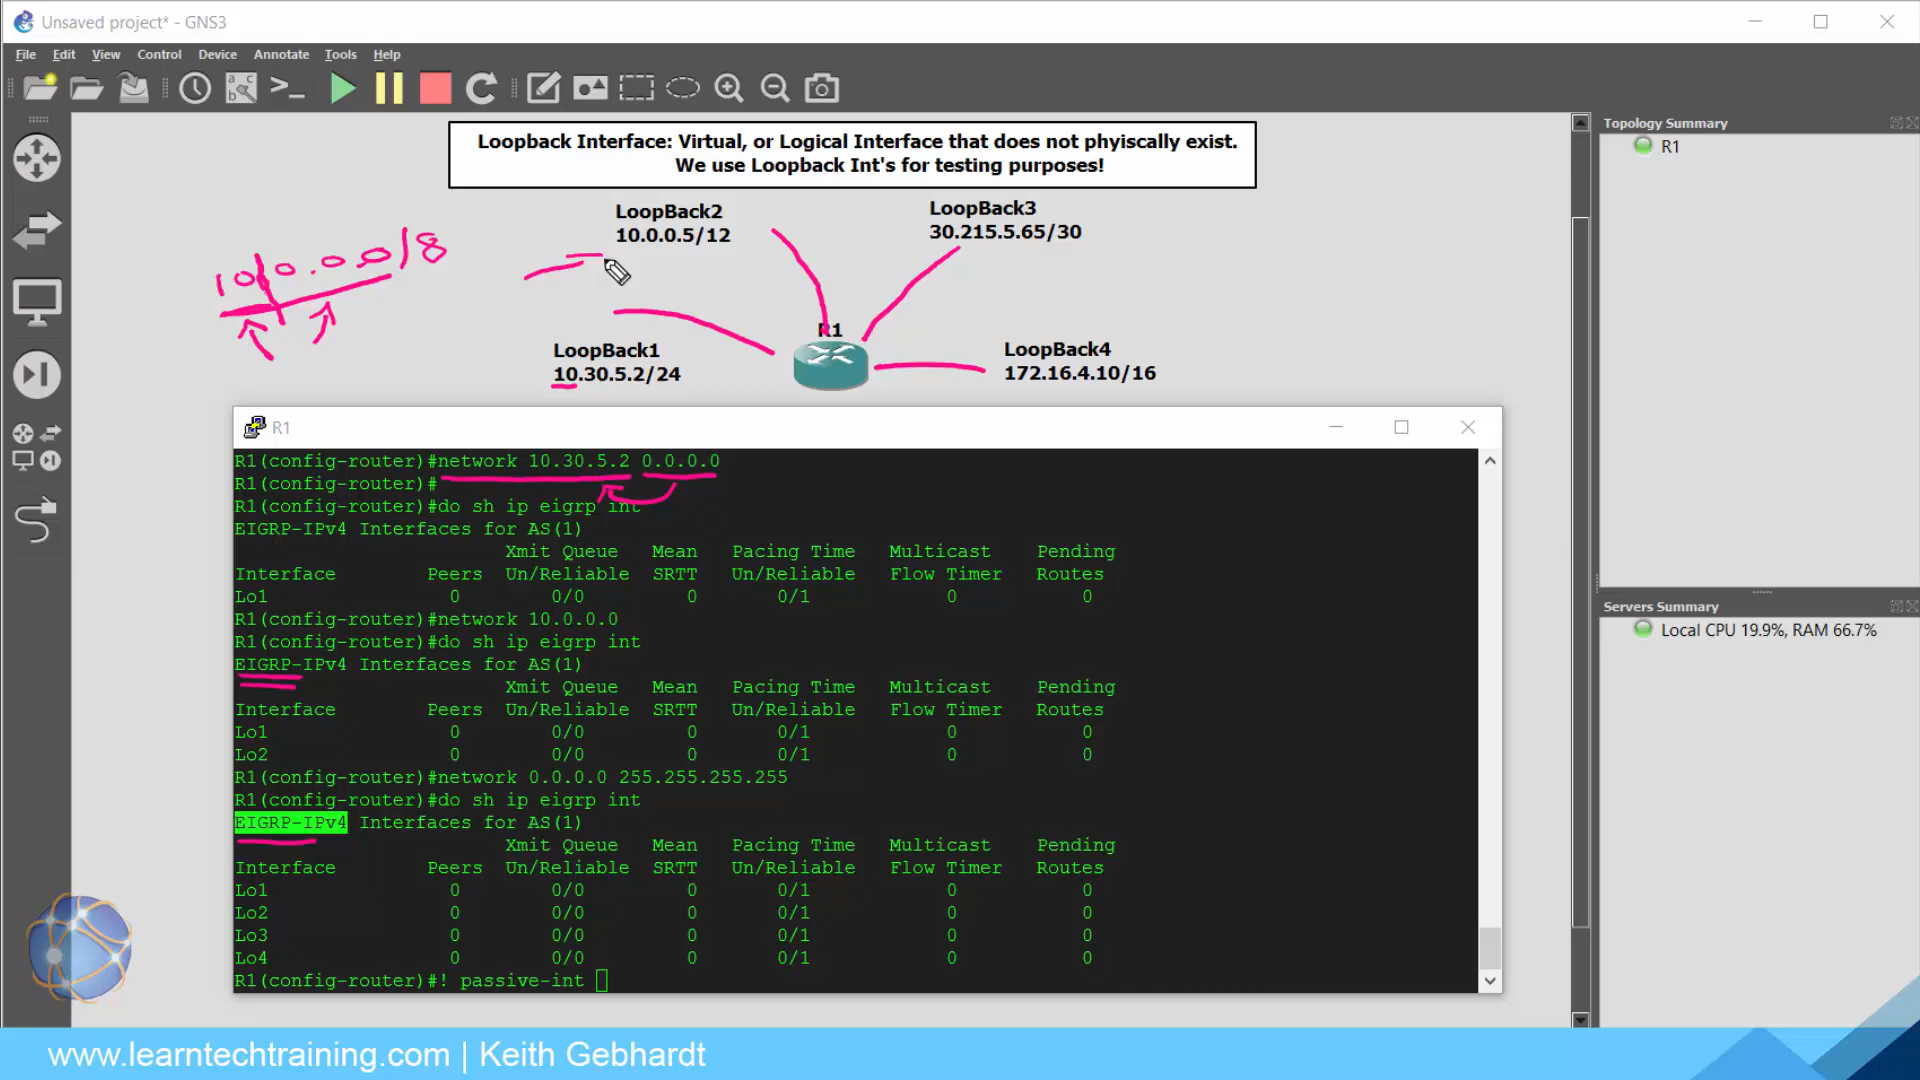 Unsaved project* - GNS3
File Edit View Control Device Annotate Tools Help
Loopback Interface: Virtual, or Logical Interface that does not phyiscally exist.
We use Loopback Int's for testing purposes!
Topology Summary
R1
LoopBack2
10.0.0.5/12
LoopBack3
30.215.5.65/30
10.0.0.0/8
R1
LoopBack1
10.30.5.2/24
LoopBack4
172.16.4.10/16
R1
R1(config-router)#network 10.30.5.2 0.0.0.0
R1(config-router)#
R1(config-router)#do sh ip eigrp int
EIGRP-IPv4 Interfaces for AS(1)
Xmit Queue Mean Pacing Time Multicast Pending
Interface Peers Un/Reliable SRTT Un/Reliable Flow Timer Routes
Lo1 0 0/0 0 0/1 0 0
R1(config-router)#network 10.0.0.0
R1(config-router)#do sh ip eigrp int
EIGRP-IPv4 Interfaces for AS(1)
Xmit Queue Mean Pacing Time Multicast Pending
Interface Peers Un/Reliable SRTT Un/Reliable Flow Timer Routes
Lo1 0 0/0 0 0/1 0 0
Lo2 0 0/0 0 0/1 0 0
R1(config-router)#network 0.0.0.0 255.255.255.255
R1(config-router)#do sh ip eigrp int
EIGRP-IPv4 Interfaces for AS(1)
Xmit Queue Mean Pacing Time Multicast Pending
Interface Peers Un/Reliable SRTT Un/Reliable Flow Timer Routes
Lo1 0 0/0 0 0/1 0 0
Lo2 0 0/0 0 0/1 0 0
Lo3 0 0/0 0 0/1 0 0
Lo4 0 0/0 0 0/1 0 0
R1(config-router)#! passive-int
Servers Summary
Local CPU 19.9%, RAM 66.7%
www.learntechtraining.com | Keith Gebhardt